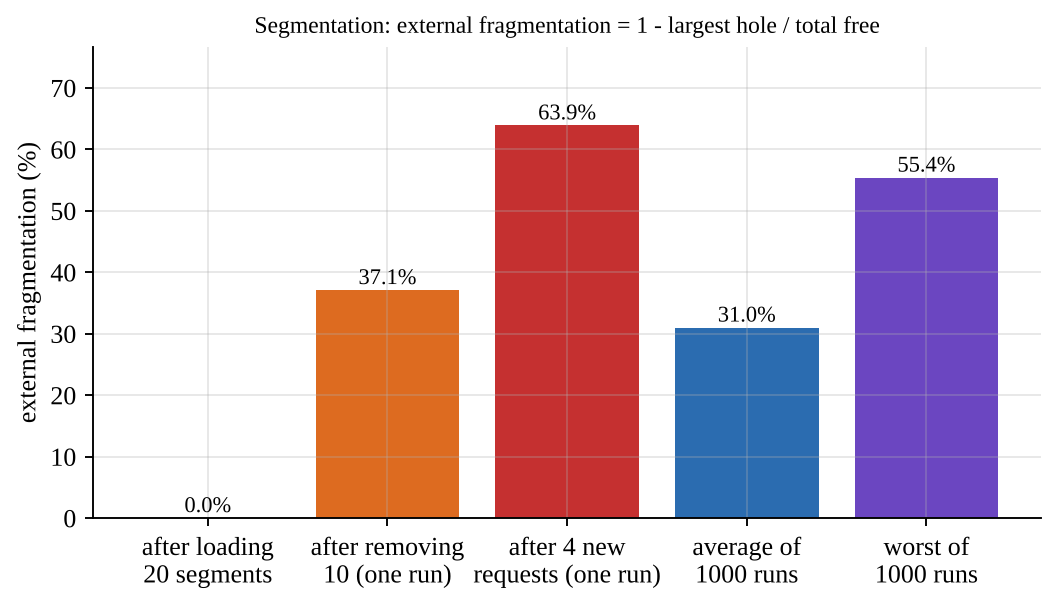 Segmentation: external fragmentation = 1 - largest hole / total free
external fragmentation (%)
70
60
50
40
30
20
10
0
0.0%
37.1%
63.9%
31.0%
55.4%
after loading
20 segments
after removing
10 (one run)
after 4 new
requests (one run)
average of
1000 runs
worst of
1000 runs